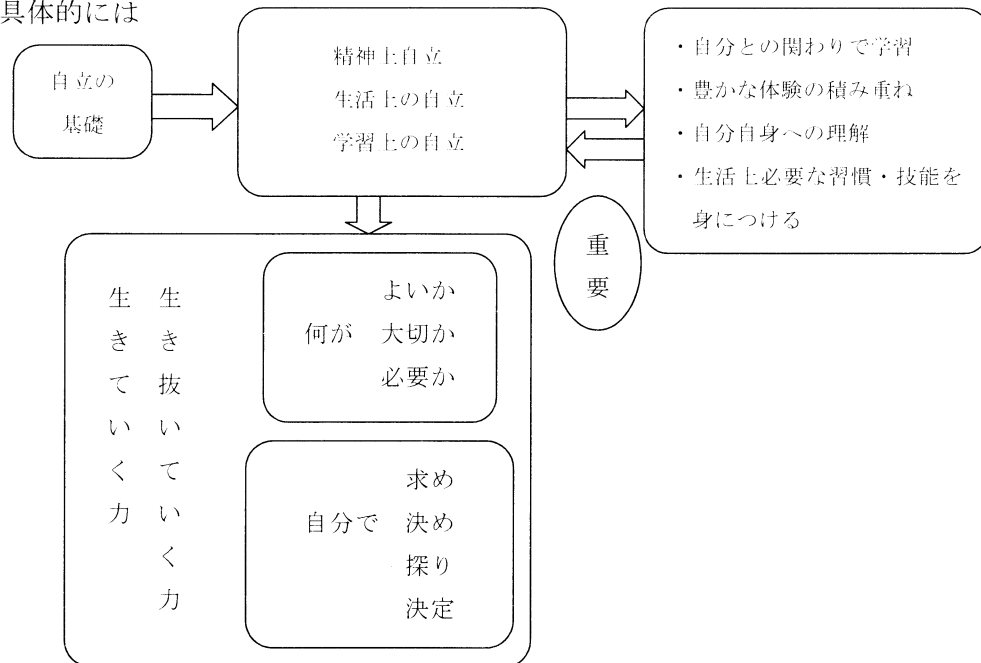 具体的には
自立の
基礎
精神上自立
生活上の自立
学習上の自立
・自分との関わりで学習
・豊かな体験の積み重ね
・自分自身への理解
・生活上必要な習慣・技能を
身につける
重
要
生き抜いていく力
生きていく力
よいか
何が 大切か
必要か
求め
自分で 決め
探り
決定